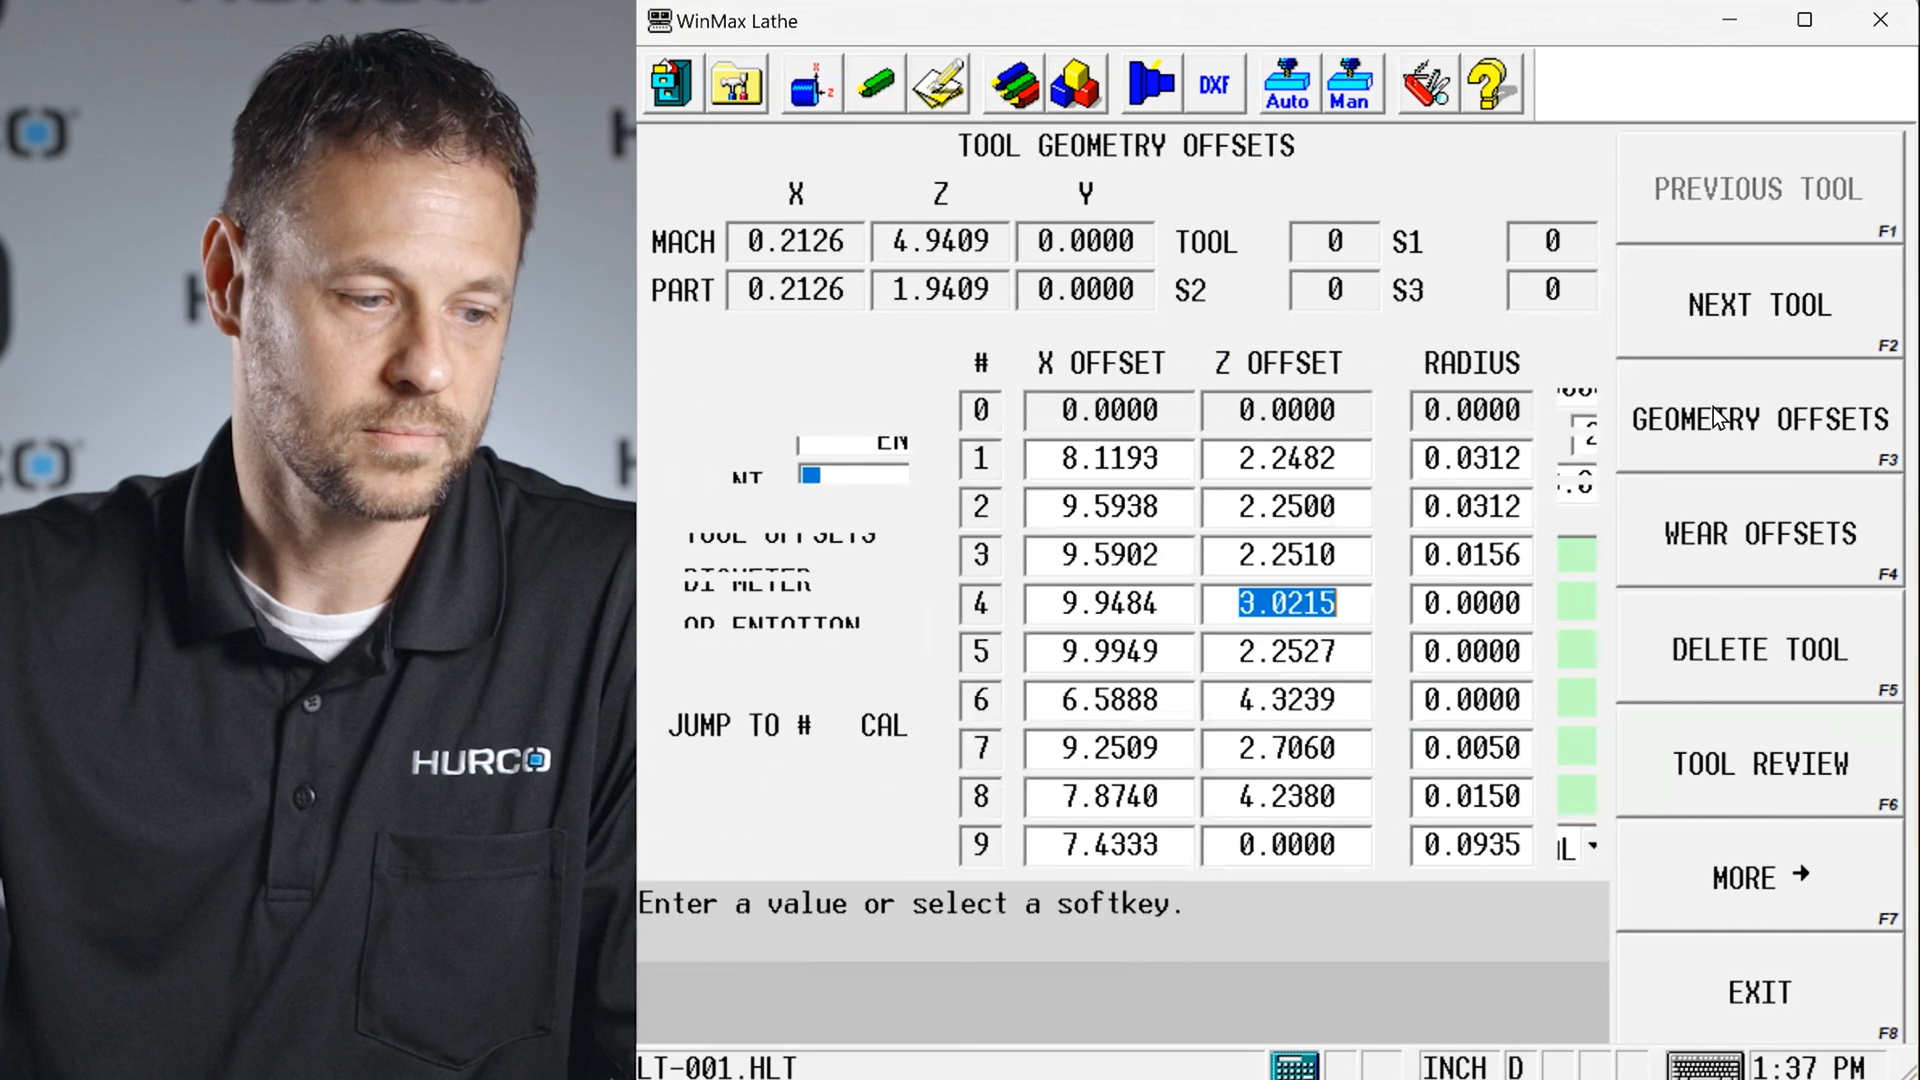 WinMax Lathe
DXF
Auto
Man
TOOL GEOMETRY OFFSETS
X Z Y
MACH 0.2126 4.9409 0.0000 TOOL 0 S1 0
PART 0.2126 1.9409 0.0000 S2 0 S3 0
# X OFFSET Z OFFSET RADIUS
0 0.0000 0.0000 0.0000
1 8.1193 2.2482 0.0312
2 9.5938 2.2500 0.0312
3 9.5902 2.2510 0.0156
4 9.9484 3.0215 0.0000
5 9.9949 2.2527 0.0000
6 6.5888 4.3239 0.0000
7 9.2509 2.7060 0.0050
8 7.8740 4.2380 0.0150
9 7.4333 0.0000 0.0935
TOOL OFFSETS
JUMP TO # CAL
Enter a value or select a softkey.
LT-001.HLT
INCH D
1:37 PM
PREVIOUS TOOL
F1
NEXT TOOL
F2
GEOMETRY OFFSETS
F3
WEAR OFFSETS
F4
DELETE TOOL
F5
TOOL REVIEW
F6
MORE →
F7
EXIT
F8
HURCO